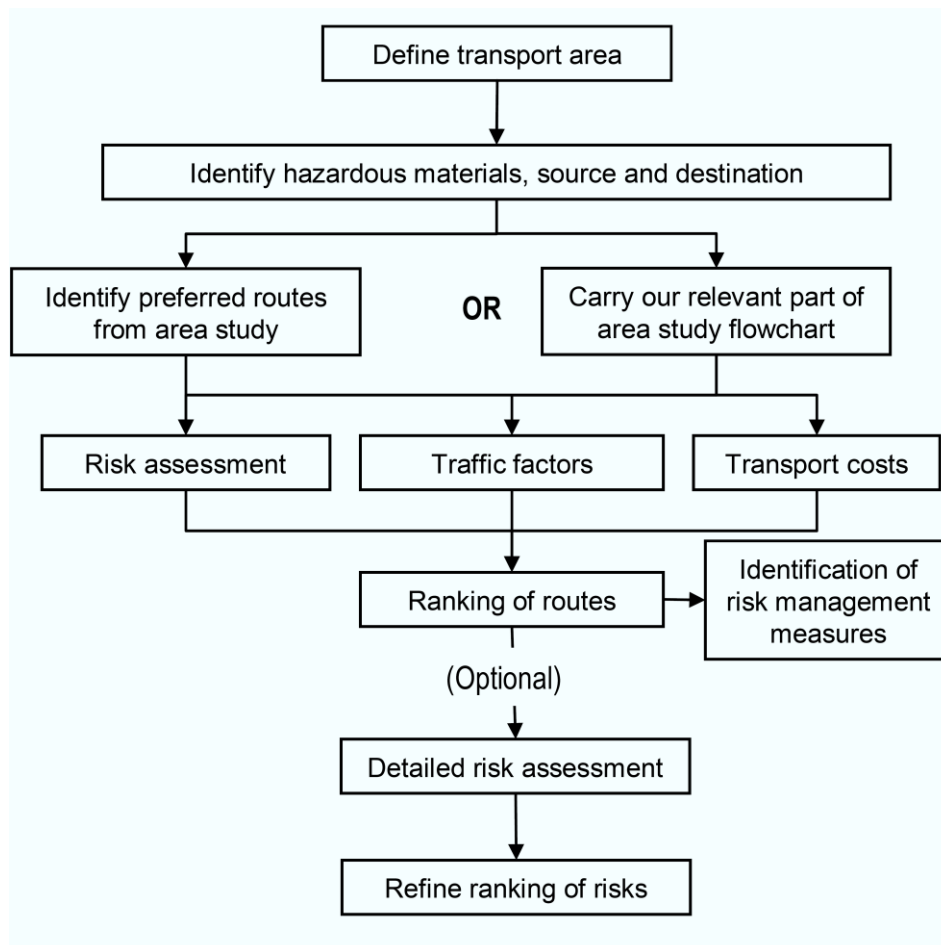 Define transport area
Identify hazardous materials, source and destination
Identify preferred routes
from area study
OR
Carry our relevant part of
area study flowchart
Risk assessment
Traffic factors
Transport costs
Ranking of routes
Identification of
risk management
measures
(Optional)
Detailed risk assessment
Refine ranking of risks